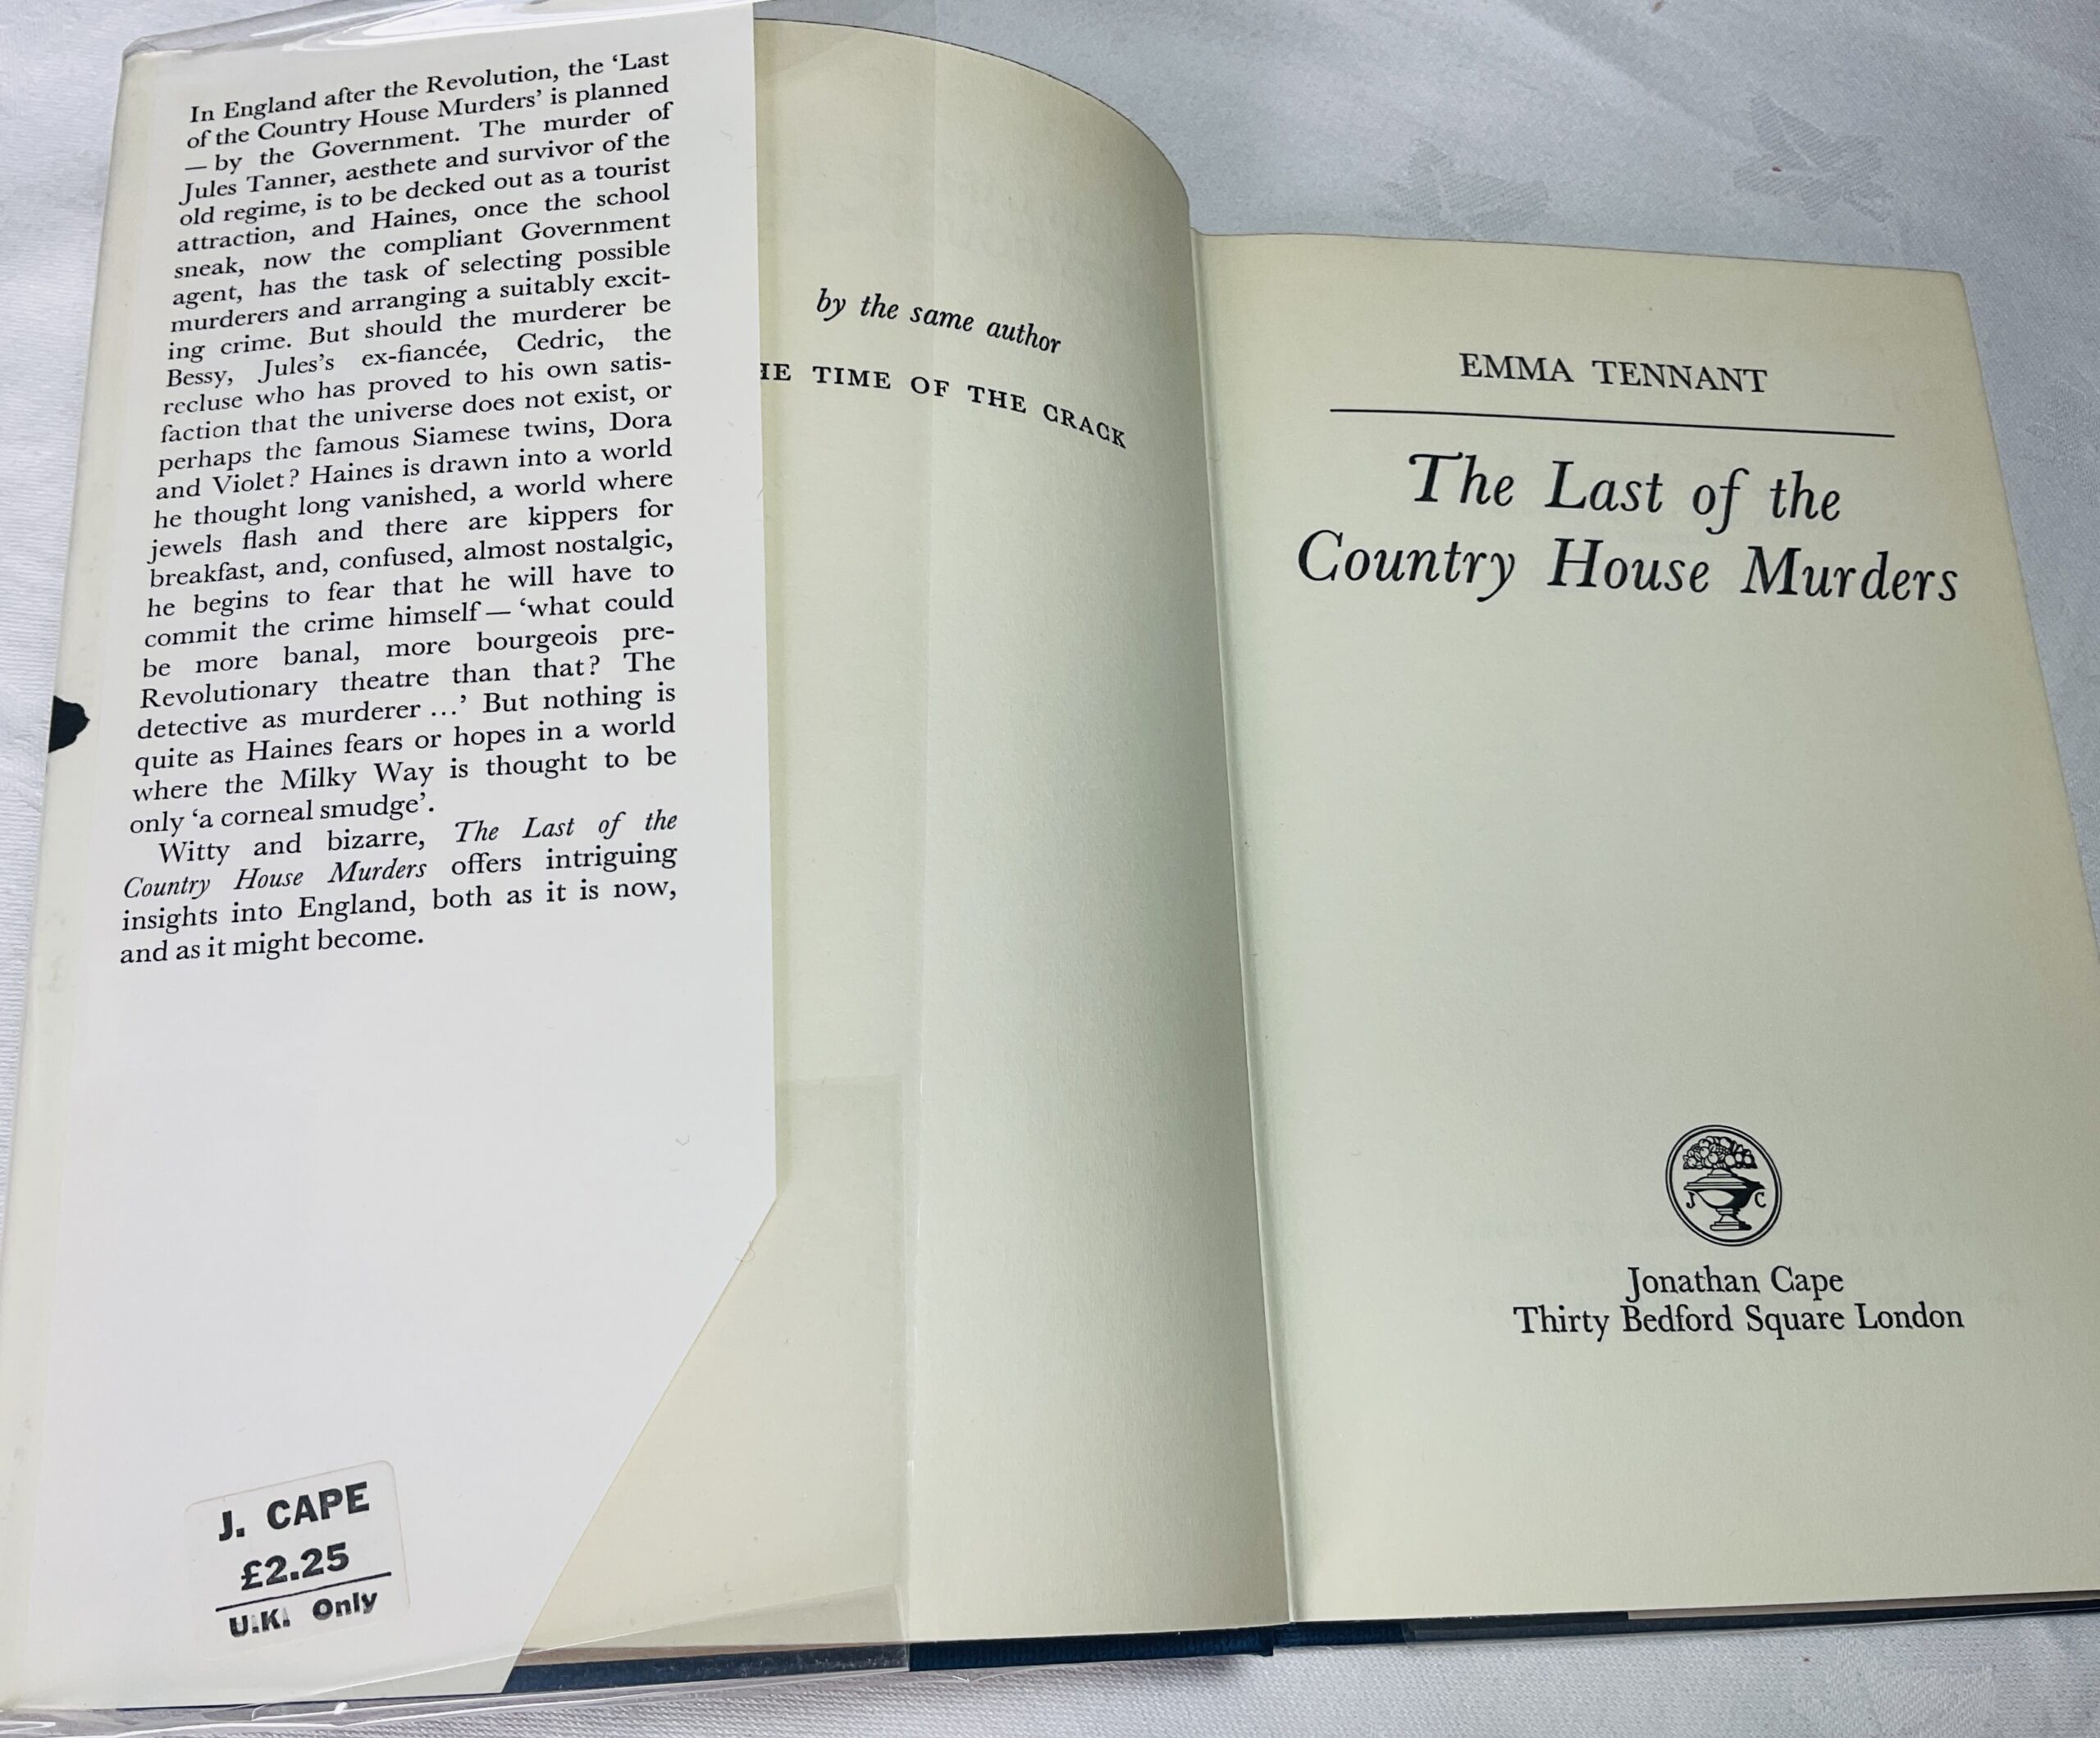 In England after the Revolution, the ‘Last
of the Country House Murders’ is planned
— by the Government. The murder of
Jules Tanner, aesthete and survivor of the
old regime, is to be decked out as a tourist
attraction, and Haines, once the school
sneak, now the compliant Government
agent, has the task of selecting possible
murderers and arranging a suitably excit-
ing crime. But should the murderer be
Bessy, Jules’s ex-fiancée, Cedric, the
recluse who has proved to his own satis-
faction that the universe does not exist, or
perhaps the famous Siamese twins, Dora
and Violet? Haines is drawn into a world
he thought long vanished, a world where
jewels flash and there are kippers for
breakfast, and, confused, almost nostalgic,
he begins to fear that he will have to
commit the crime himself — ‘what could
be more banal, more bourgeois pre-
Revolutionary theatre than that? The
detective as murderer ...’ But nothing is
quite as Haines fears or hopes in a world
where the Milky Way is thought to be
only ‘a corneal smudge’.
Witty and bizarre, The Last of the
Country House Murders offers intriguing
insights into England, both as it is now,
and as it might become.
J. CAPE
£2.25
U.K. Only
by the same author
HE TIME OF THE CRACK
EMMA TENNANT
The Last of the
Country House Murders
J C
Jonathan Cape
Thirty Bedford Square London